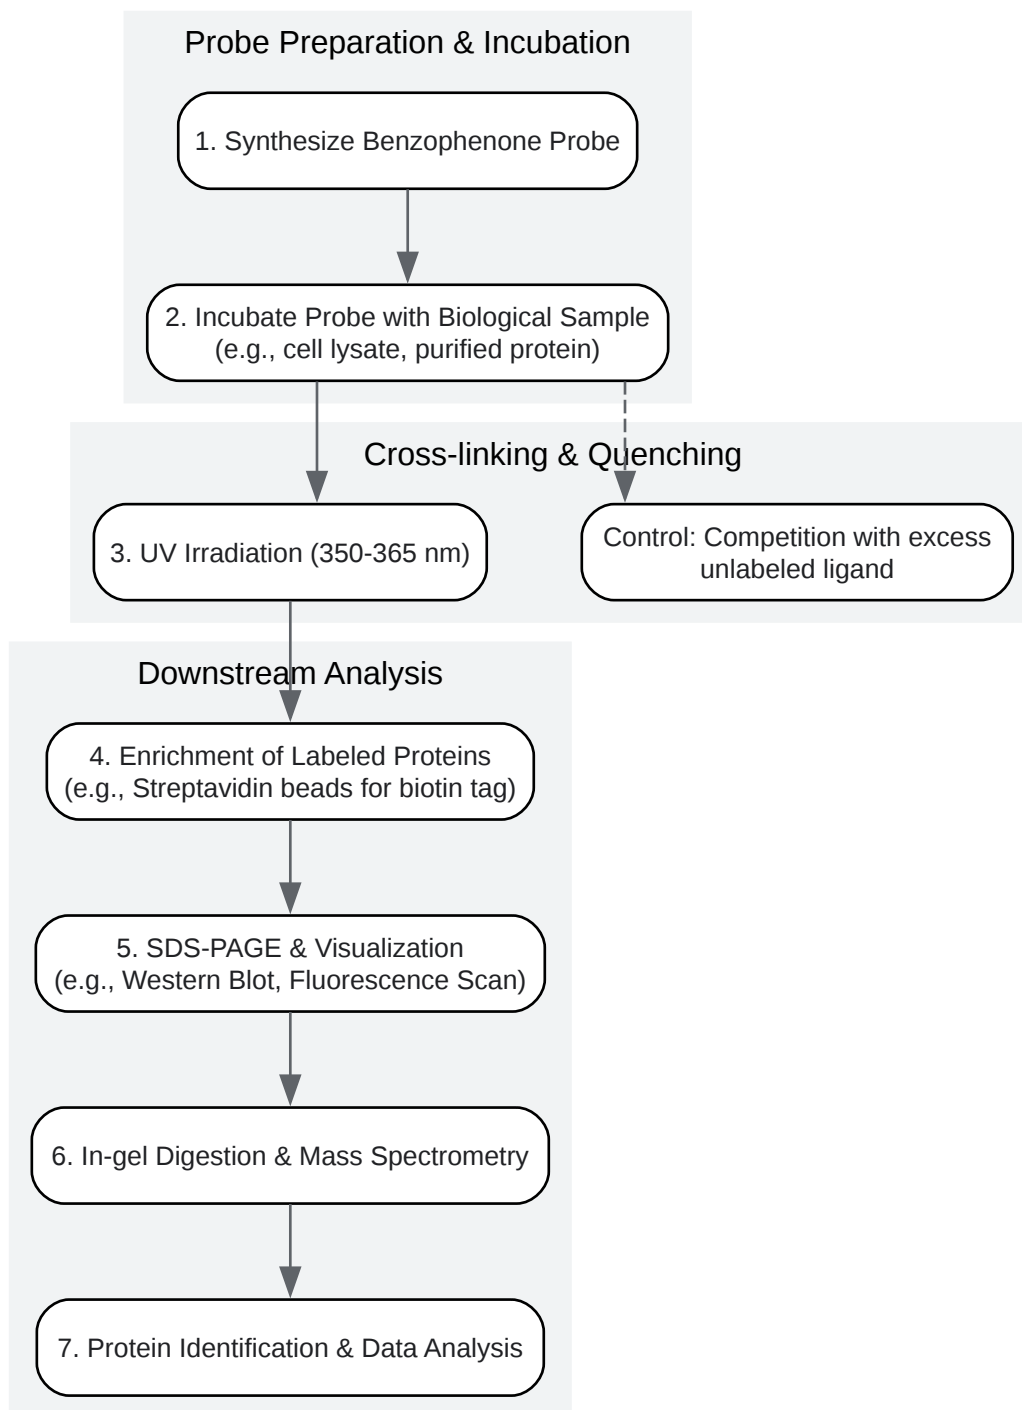 Probe Preparation & Incubation
1. Synthesize Benzophenone Probe
2. Incubate Probe with Biological Sample
(e.g., cell lysate, purified protein)
Cross-linking & Quenching
3. UV Irradiation (350-365 nm)
Control: Competition with excess
unlabeled ligand
Downstream Analysis
4. Enrichment of Labeled Proteins
(e.g., Streptavidin beads for biotin tag)
5. SDS-PAGE & Visualization
(e.g., Western Blot, Fluorescence Scan)
6. In-gel Digestion & Mass Spectrometry
7. Protein Identification & Data Analysis